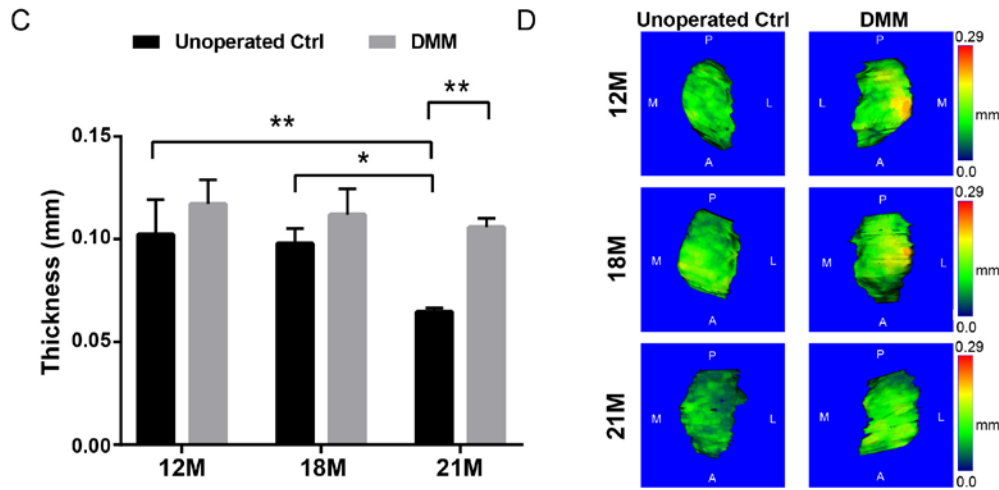 C
Unoperated Ctrl
DMM
**
**
*
0.15
0.10
0.05
0.00
Thickness (mm)
12M
18M
21M
D
Unoperated Ctrl
DMM
12M
P
M
L
A
P
L
M
A
0.29
mm
0.0
18M
P
M
L
A
P
M
L
A
0.29
mm
0.0
21M
P
M
L
A
P
M
L
A
0.29
mm
0.0